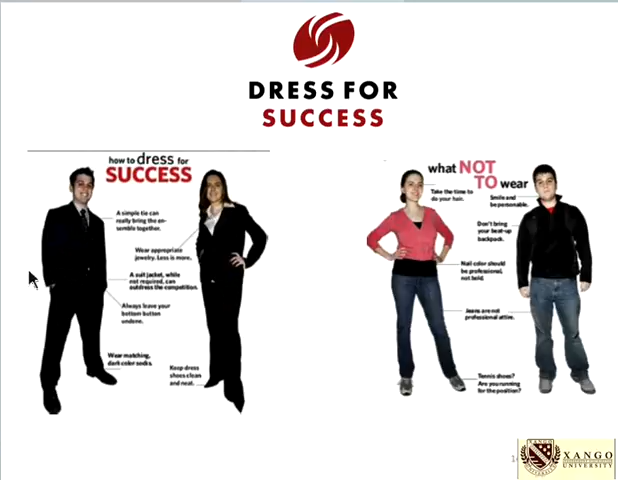 DRESS FOR
SUCCESS
how to dress for
SUCCESS
A simple tie can
really bring the en-
semble together.
Wear appropriate
jewelry. Less is more.
A suit jacket, while
not required, can
outdress the competition.
Always leave your
bottom button
undone.
Wear matching,
dark color socks.
Keep dress
shoes clean
and neat.
what NOT
TO wear
Take the time to
do your hair.
Smile and
be personable.
Don't bring
your beat-up
backpack.
Nail color should
be professional,
not bold.
Jeans are not
professional attire.
Tennis shoes?
Are you running
for the position?
XANGO
UNIVERSITY